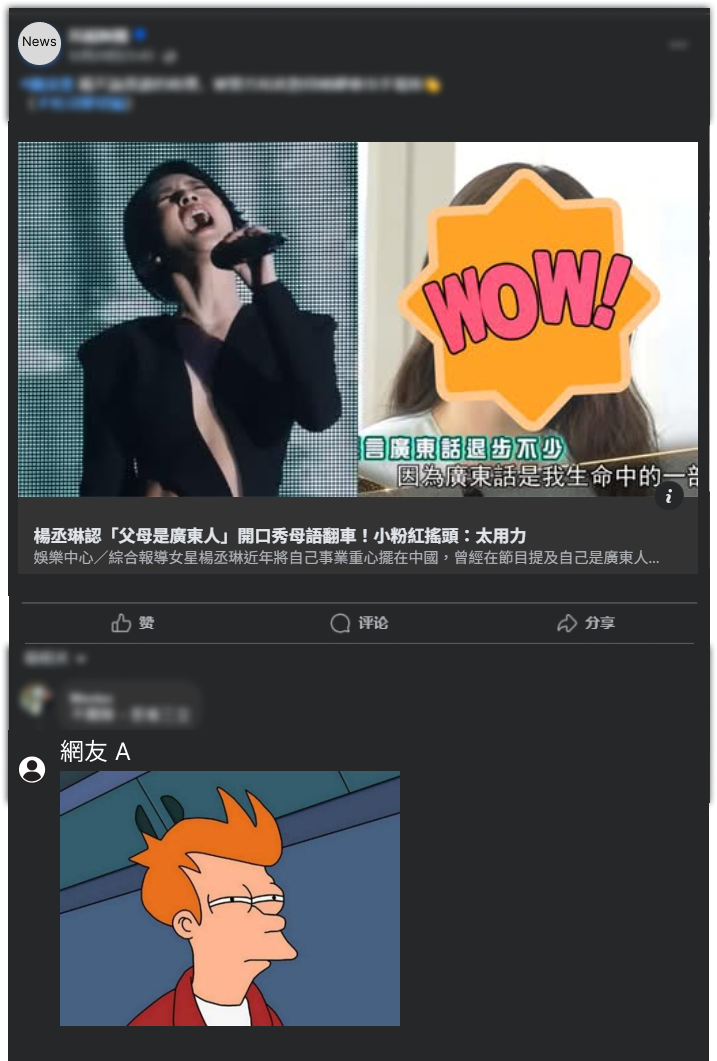 News
WOW!
言廣東話退步不少
因為廣東話是我生命中的一部
楊丞琳認「父母是廣東人」開口秀母語翻車！小粉紅搖頭：太用力
娛樂中心／綜合報導女星楊丞琳近年將自己事業重心擺在中國，曾經在節目提及自己是廣東人...
赞
评论
分享
網友 A